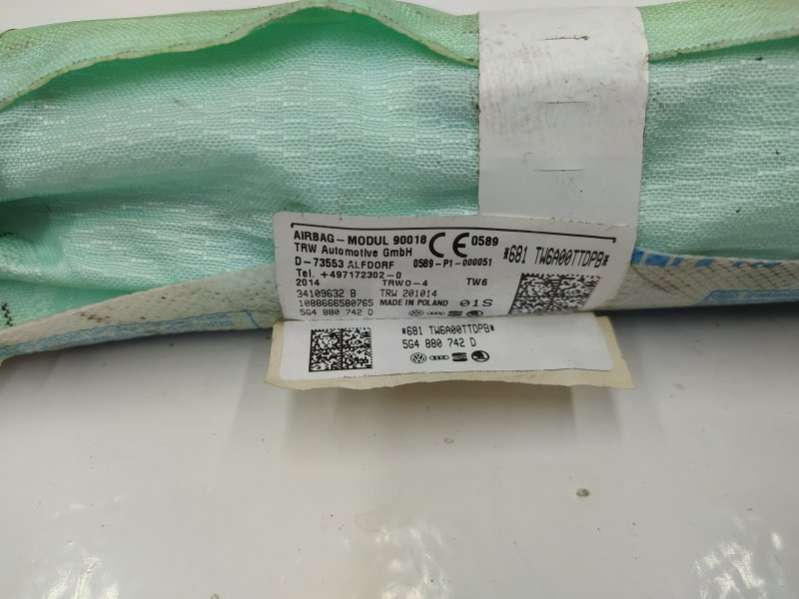 AIRBAG-MODUL 90018 CE 0589
TRW Automotive GmbH
D-73553 ALFDORF 0589-P1-000051
Tel. +497172302-0
2014 TRWO-4 TW6
34109632 B TRW 201014
1088666580765 MADE IN POLAND 01S
5G4 880 742 D
*681 TW6A00TTDPB*
*681 TW6A00TTDPB*
5G4 880 742 D